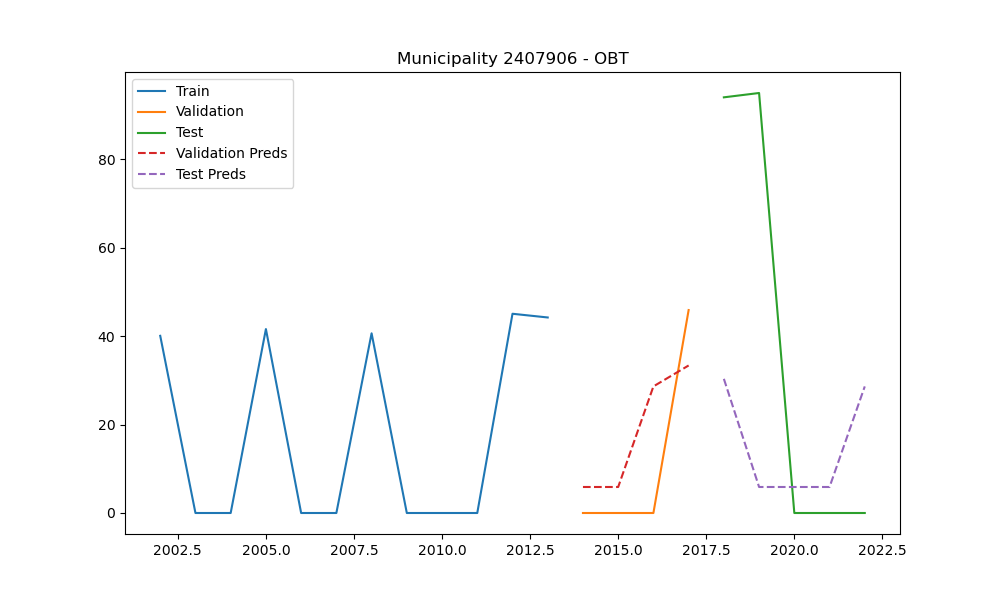 Municipality 2407906 - OBT
Train
Validation
Test
Validation Preds
Test Preds
80
60
40
20
0
2002.5 2005.0 2007.5 2010.0 2012.5 2015.0 2017.5 2020.0 2022.5